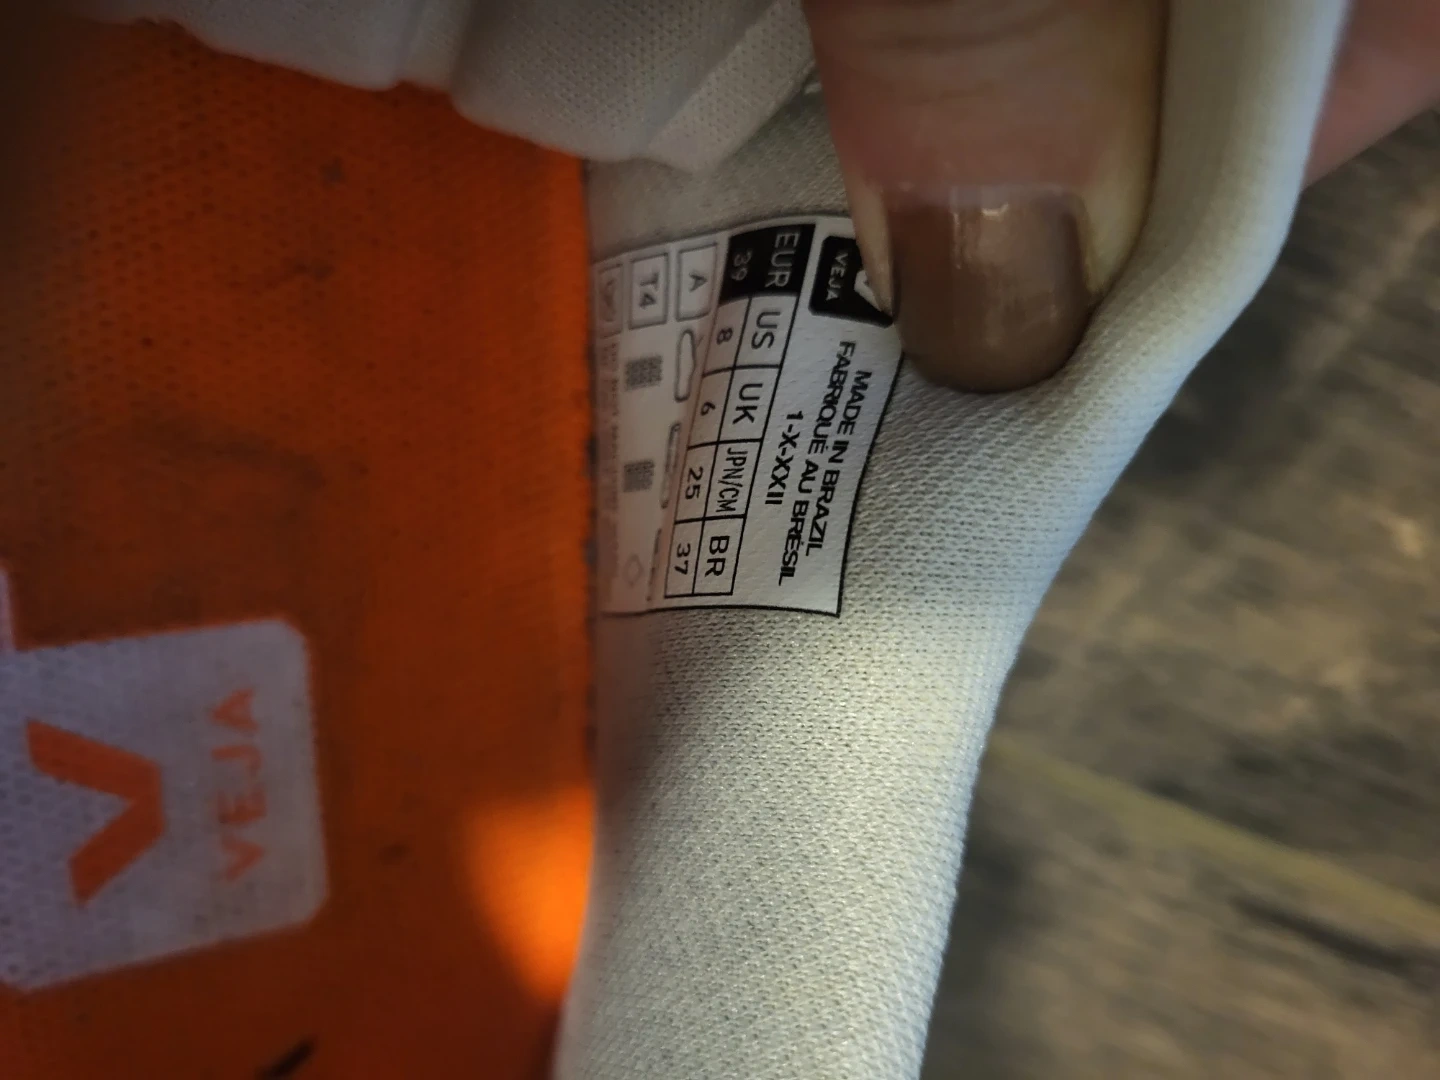 VEJA
MADE IN BRAZIL
FABRIQUÉ AU BRÉSIL
1-X-XXII
EUR US UK JPN/CM BR
39 8 6 25 37
A
T4
VEJA